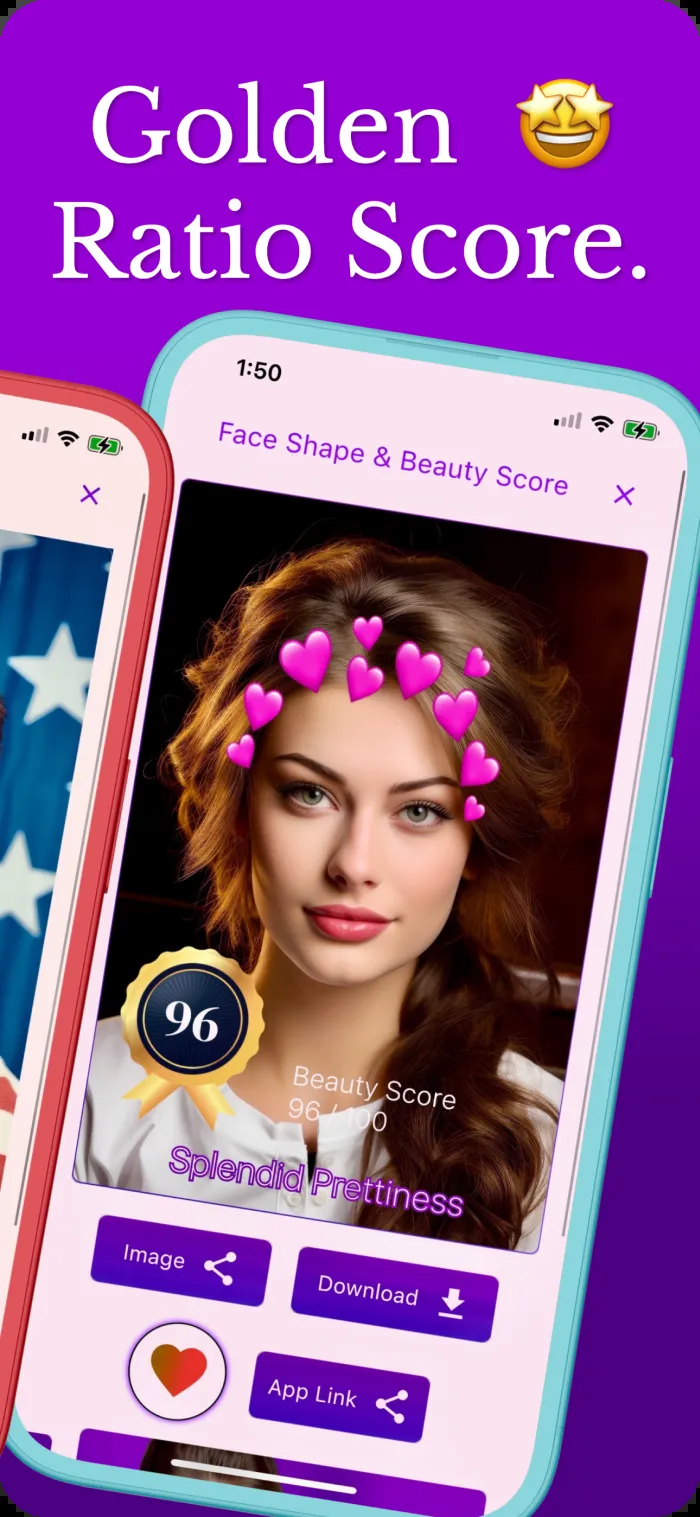 Golden 🤩
Ratio Score.
1:50
Face Shape & Beauty Score
96
Beauty Score
96 / 100
Splendid Prettiness
Image
Download
App Link